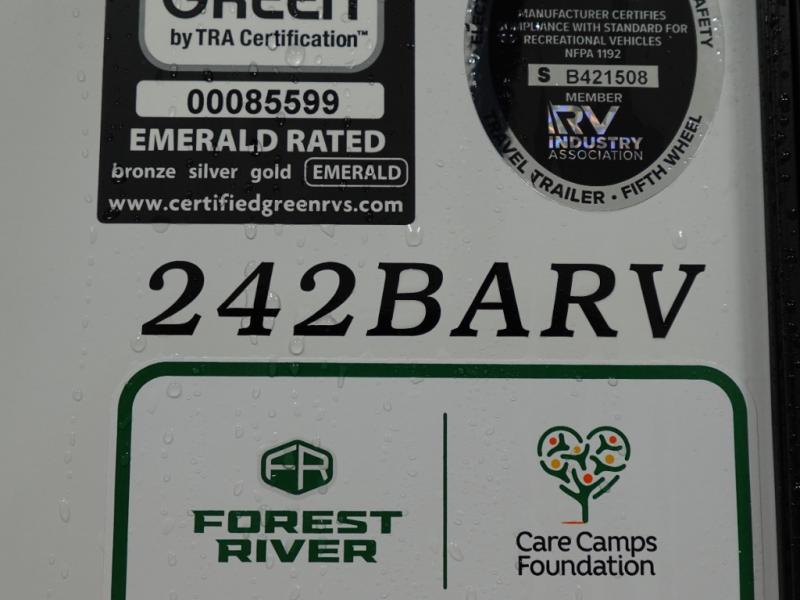 GREEN
by TRA Certification™
00085599
EMERALD RATED
bronze silver gold EMERALD
www.certifiedgreenrvs.com
SAFETY
MANUFACTURER CERTIFIES
COMPLIANCE WITH STANDARD FOR
RECREATIONAL VEHICLES
NFPA 1192
S B421508
MEMBER
RV
INDUSTRY
ASSOCIATION
TRAVEL TRAILER • FIFTH WHEEL
242BARV
FR
FOREST
RIVER
Care Camps
Foundation